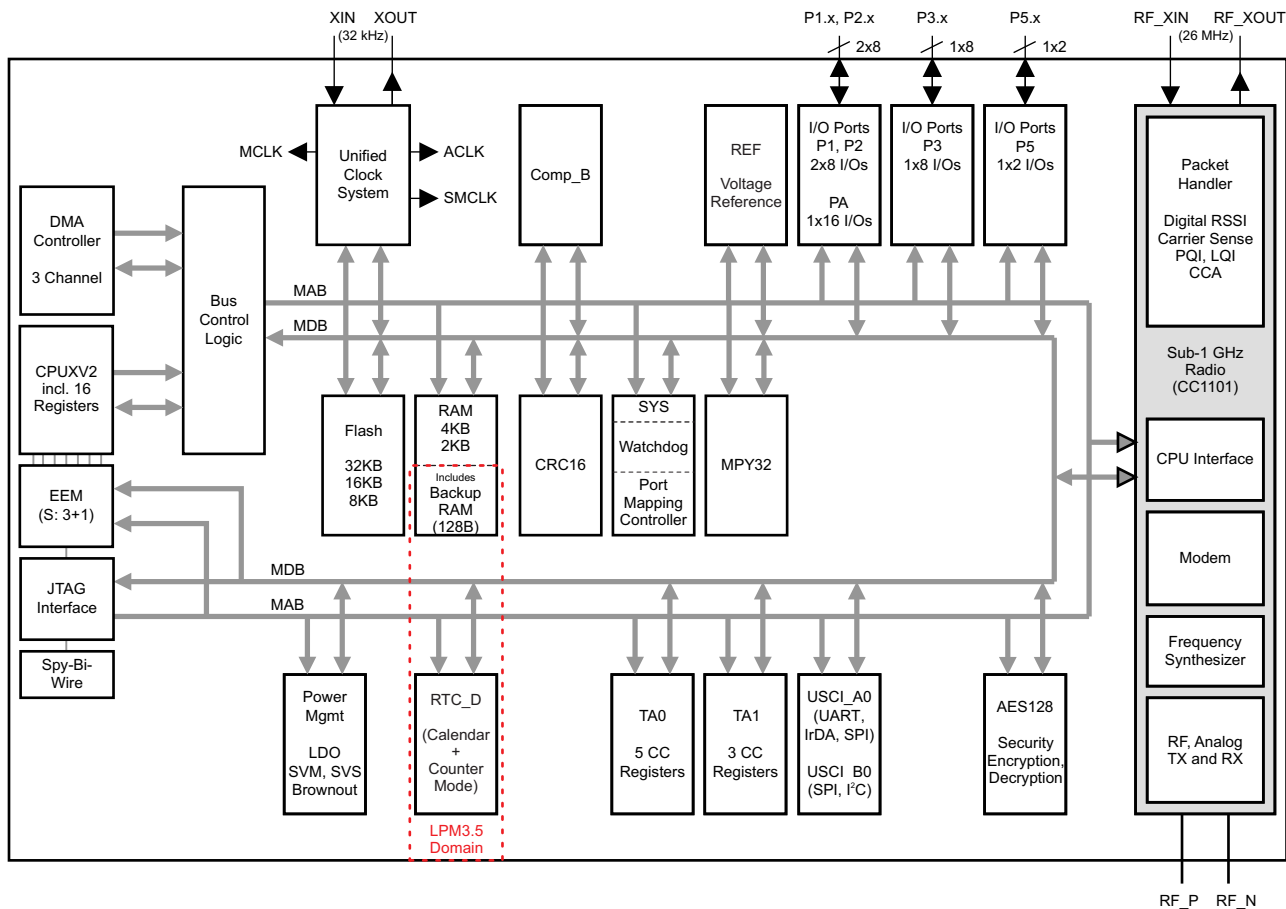 XIN XOUT
(32 kHz)
P1.x, P2.x
2x8
P3.x
1x8
P5.x
1x2
RF_XIN RF_XOUT
(26 MHz)
MCLK
Unified
Clock
System
ACLK
SMCLK
Comp_B
REF
Voltage
Reference
I/O Ports
P1, P2
2x8 I/Os
PA
1x16 I/Os
I/O Ports
P3
1x8 I/Os
I/O Ports
P5
1x2 I/Os
Packet
Handler
Digital RSSI
Carrier Sense
PQI, LQI
CCA
DMA
Controller
3 Channel
Bus
Control
Logic
MAB
MDB
CPUXV2
incl. 16
Registers
Sub-1 GHz
Radio
(CC1101)
Flash
32KB
16KB
8KB
RAM
4KB
2KB
Includes
Backup
RAM
(128B)
CRC16
SYS
Watchdog
Port
Mapping
Controller
MPY32
CPU Interface
EEM
(S: 3+1)
Modem
JTAG
Interface
MDB
MAB
Spy-Bi-
Wire
Frequency
Synthesizer
Power
Mgmt
LDO
SVM, SVS
Brownout
RTC_D
(Calendar
+
Counter
Mode)
LPM3.5
Domain
TA0
5 CC
Registers
TA1
3 CC
Registers
USCI_A0
(UART,
IrDA, SPI)
USCI B0
(SPI, I²C)
AES128
Security
Encryption,
Decryption
RF, Analog
TX and RX
RF_P RF_N